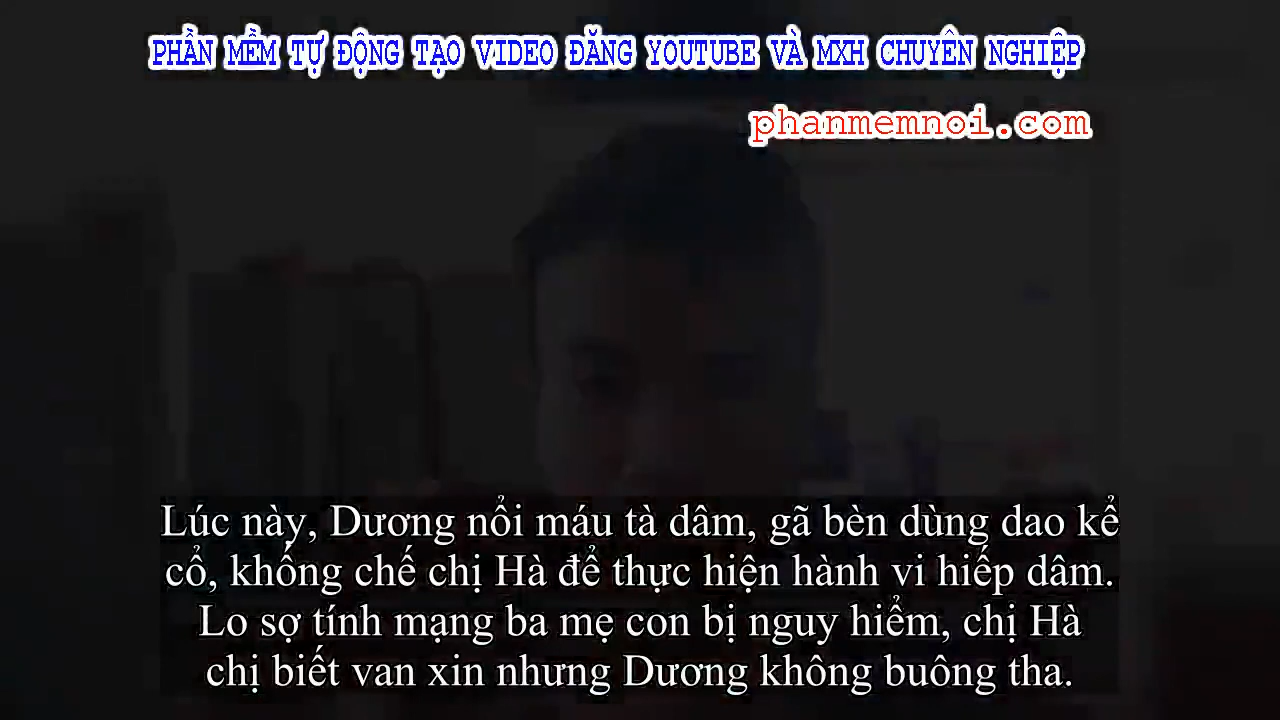 PHẦN MỀM TỰ ĐỘNG TẠO VIDEO ĐĂNG YOUTUBE VÀ MXH CHUYÊN NGHIỆP
phanmemnoi.com
Lúc này, Dương nổi máu tà dâm, gã bèn dùng dao kể
cổ, khống chế chị Hà để thực hiện hành vi hiếp dâm.
Lo sợ tính mạng ba mẹ con bị nguy hiểm, chị Hà
chị biết van xin nhưng Dương không buông tha.